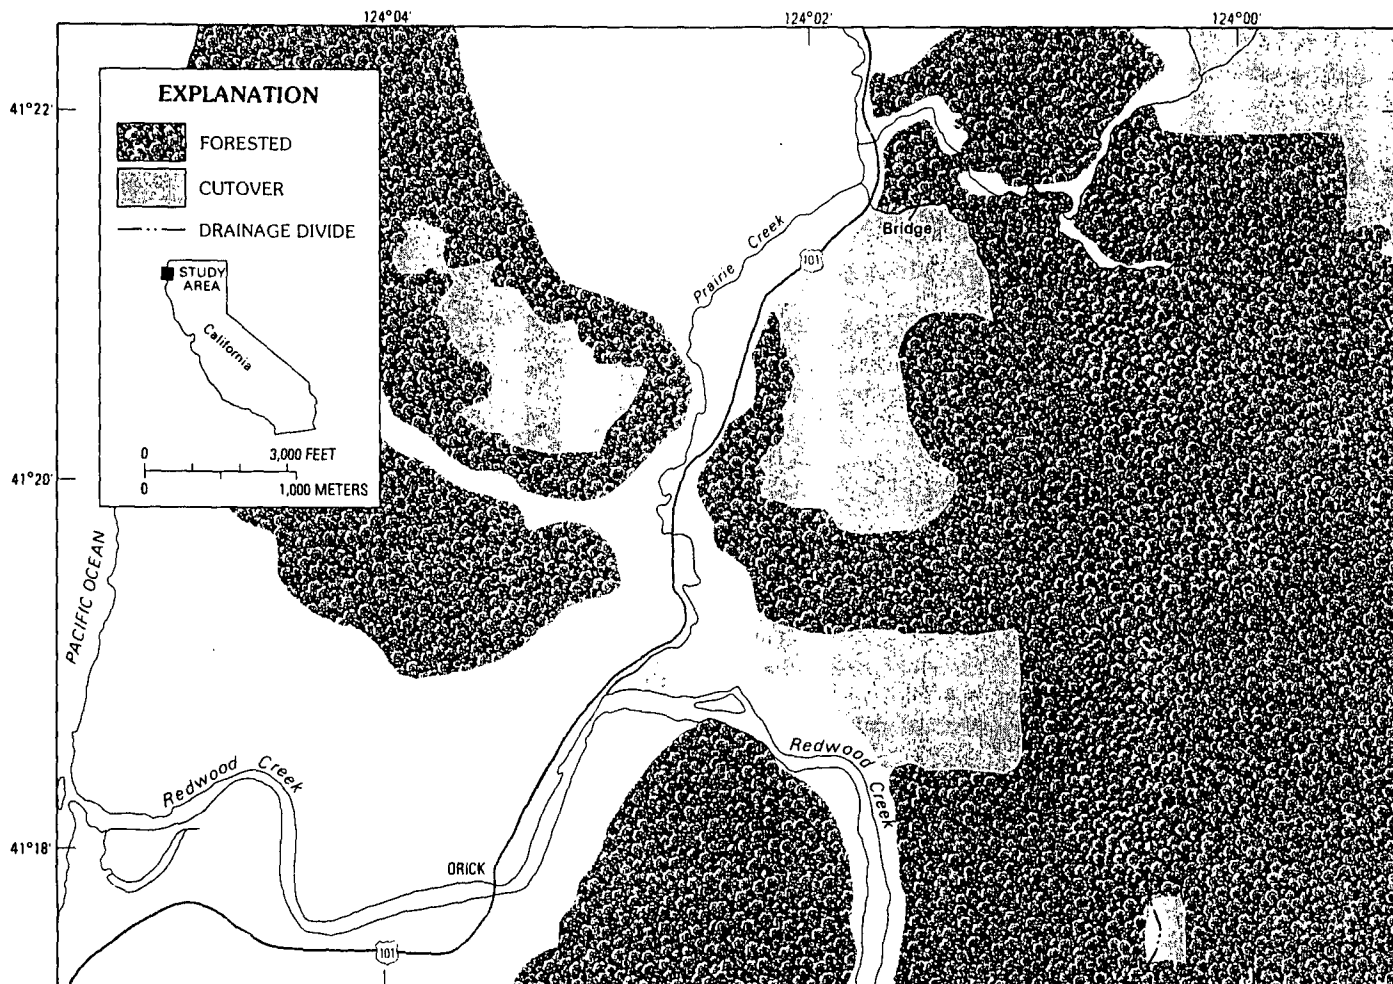 124°04'
124°02'
124°00'
41°22'
41°20'
41°18'
EXPLANATION
FORESTED
CUTOVER
DRAINAGE DIVIDE
STUDY
AREA
California
0 3,000 FEET
0 1,000 METERS
Prairie Creek
Bridge
101
PACIFIC OCEAN
Redwood Creek
Redwood Creek
ORICK
101